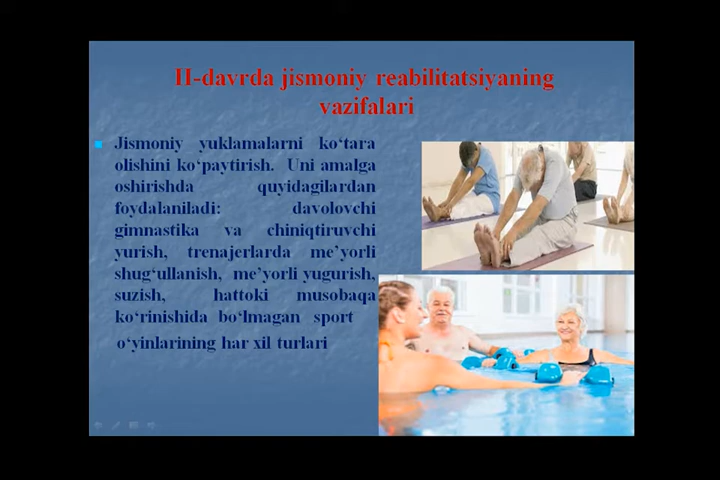 II-davrda jismoniy reabilitatsiyaning
vazifalari
Jismoniy yuklamalarni ko‘tara
olishini ko‘paytirish. Uni amalga
oshirishda quyidagilardan
foydalaniladi: davolovchi
gimnastika va chiniqtiruvchi
yurish, trenajerlarda me’yorli
shug‘ullanish, me’yorli yugurish,
suzish, hattoki musobaqa
ko‘rinishida bo‘lmagan sport
o‘yinlarining har xil turlari